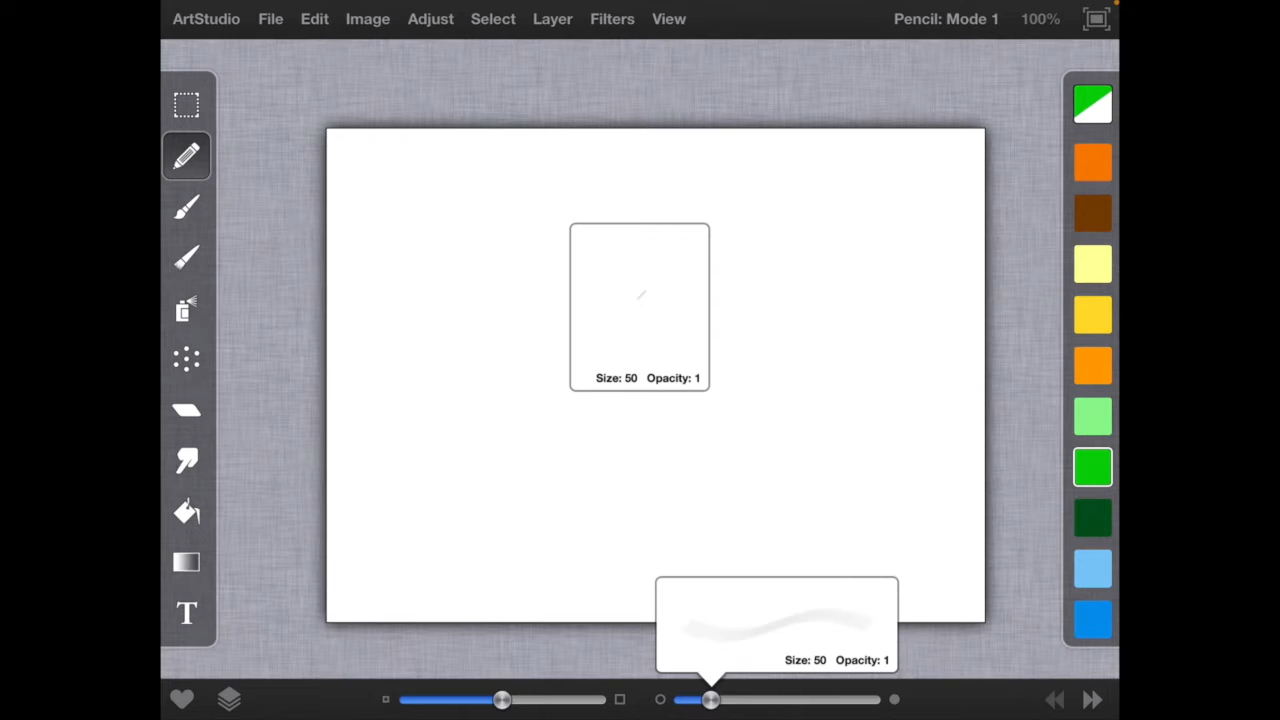 ArtStudio File Edit Image Adjust Select Layer Filters View Pencil: Mode 1 100%
Size: 50 Opacity: 1
T
Size: 50 Opacity: 1